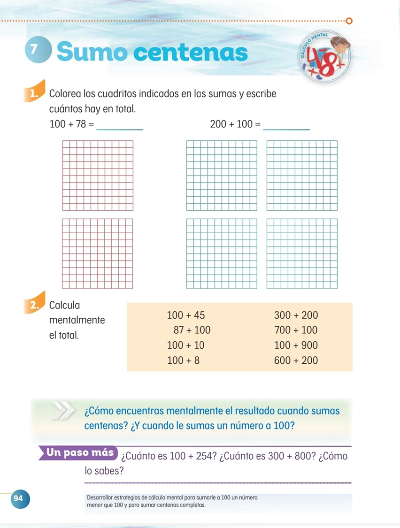 7 Sumo centenas
CÁLCULO MENTAL
1. Colorea los cuadritos indicados en las sumas y escribe
cuántos hay en total.
100 + 78 = ________ 200 + 100 = ________
2. Calcula
mentalmente
el total.
100 + 45 300 + 200
87 + 100 700 + 100
100 + 10 100 + 900
100 + 8 600 + 200
¿Cómo encuentras mentalmente el resultado cuando sumas
centenas? ¿Y cuando le sumas un número a 100?
Un paso más ¿Cuánto es 100 + 254? ¿Cuánto es 300 + 800? ¿Cómo
lo sabes?
94 Desarrollar estrategias de cálculo mental para sumarle a 100 un número
menor que 100 y para sumar centenas completas.